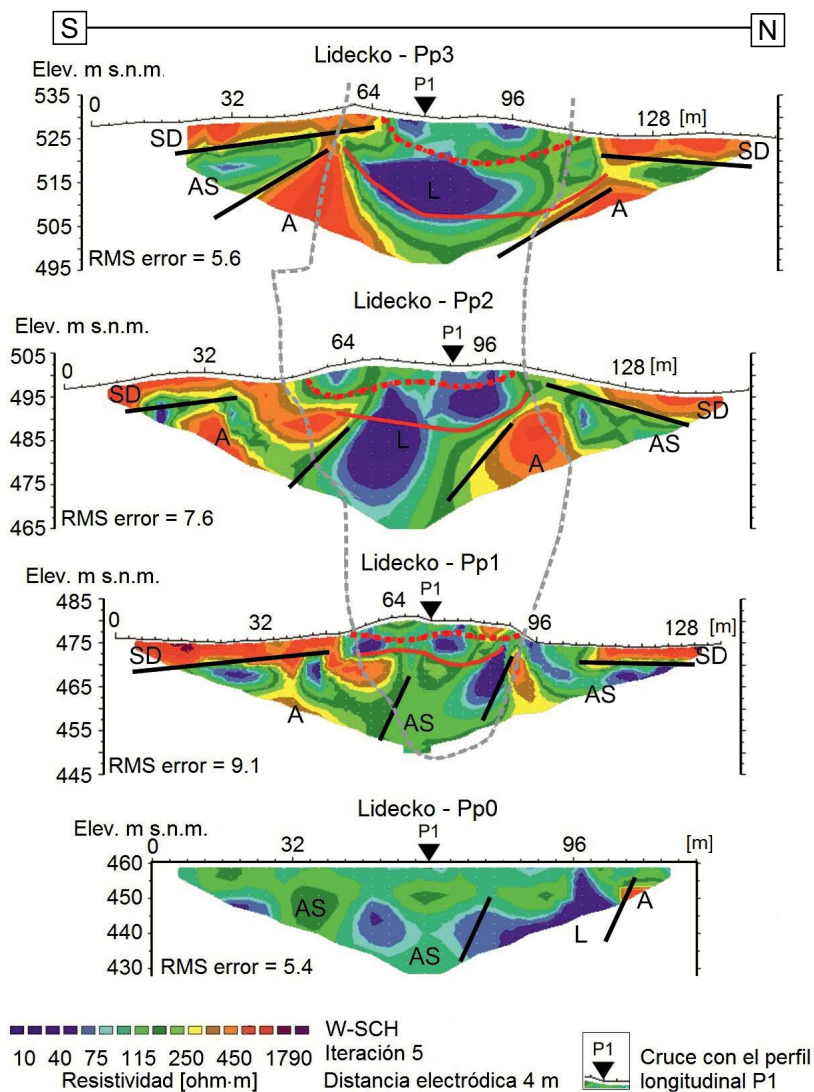 S N
Lidecko - Pp3
Elev. m s.n.m.
P1
0 32 64 96 128 [m]
535
525
515
505
495
SD SD
AS L
A A
RMS error = 5.6
Lidecko - Pp2
Elev. m s.n.m.
P1
0 32 64 96 128 [m]
505
495
485
475
465
SD SD
A L A AS
RMS error = 7.6
Lidecko - Pp1
Elev. m s.n.m.
P1
0 32 64 96 128 [m]
485
475
465
455
445
SD SD
A AS AS
RMS error = 9.1
Lidecko - Pp0
Elev. m s.n.m.
P1
0 32 96 [m]
460
450
440
430
AS A
AS L
RMS error = 5.4
W-SCH
10 40 75 115 250 450 1790 Iteración 5
Resistividad [ohm·m] Distancia electródica 4 m
P1 Cruce con el perfil
longitudinal P1